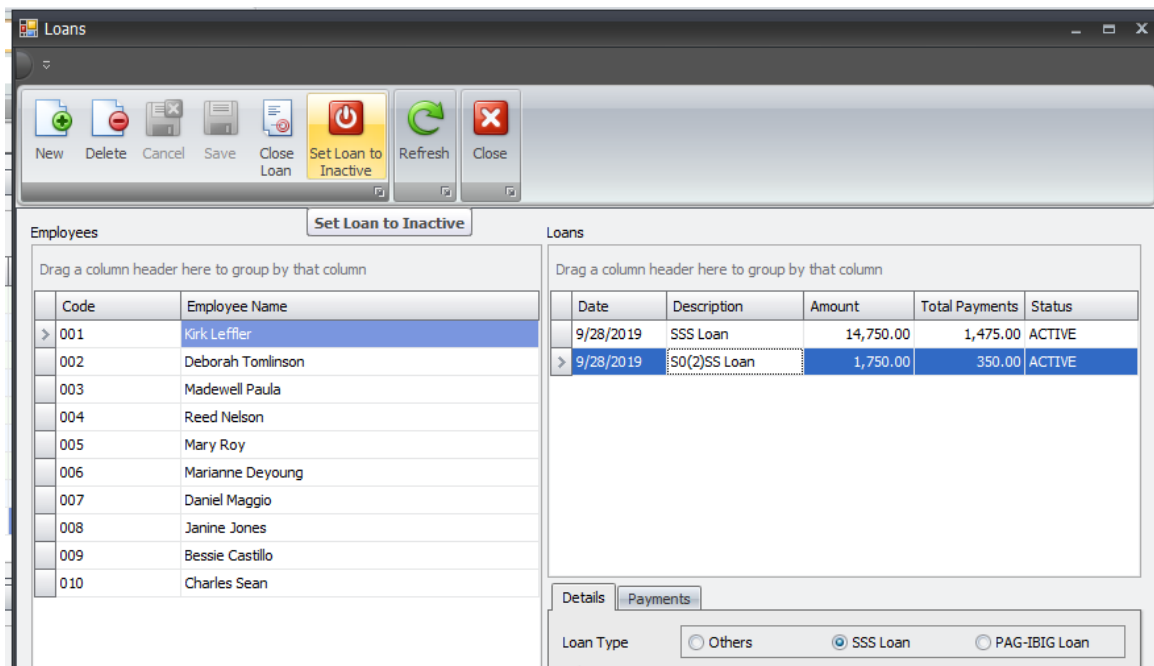 Loans
New Delete Cancel Save Close Loan Set Loan to Inactive Refresh Close
Set Loan to Inactive
Employees
Drag a column header here to group by that column
Code Employee Name
001 Kirk Leffler
002 Deborah Tomlinson
003 Madewell Paula
004 Reed Nelson
005 Mary Roy
006 Marianne Deyoung
007 Daniel Maggio
008 Janine Jones
009 Bessie Castillo
010 Charles Sean
Loans
Drag a column header here to group by that column
Date Description Amount Total Payments Status
9/28/2019 SSS Loan 14,750.00 1,475.00 ACTIVE
9/28/2019 S0(2)SS Loan 1,750.00 350.00 ACTIVE
Details Payments
Loan Type Others SSS Loan PAG-IBIG Loan